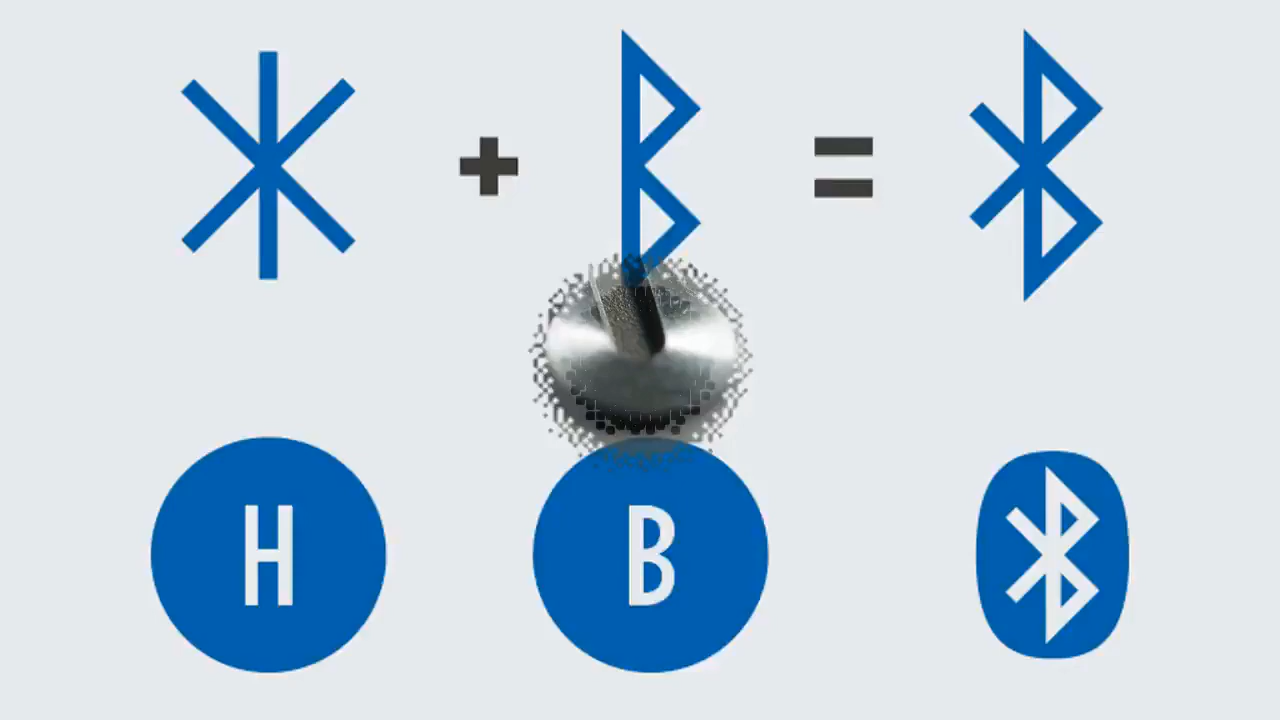 ᚼ + ᛒ =
H B